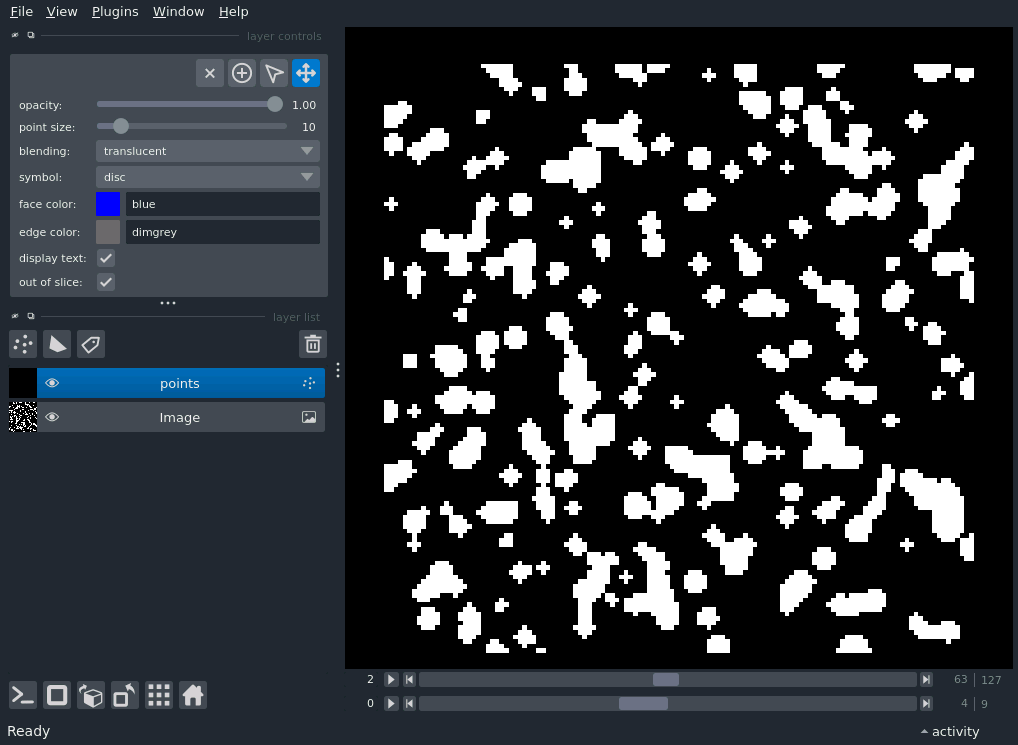 File View Plugins Window Help
layer controls
opacity: 1.00
point size: 10
blending: translucent
symbol: disc
face color: blue
edge color: dimgrey
display text:
out of slice:
layer list
points
Image
2 63 127
0 4 9
Ready activity